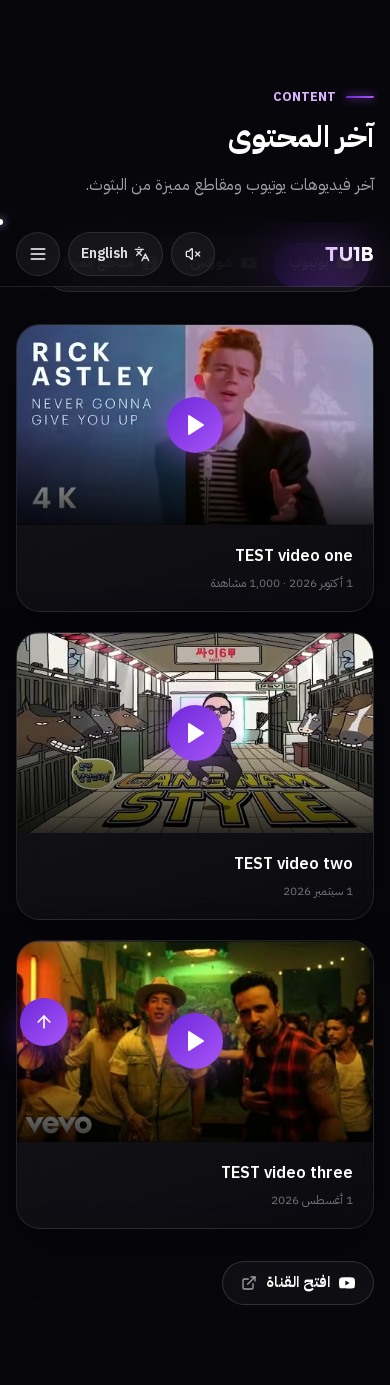 CONTENT
آخر المحتوى
آخر فيديوهات يوتيوب ومقاطع مميزة من البثوث.
TU1B
English
RICK
ASTLEY
NEVER GONNA
GIVE YOU UP
4K
TEST video one
1 أكتوبر 2026 · 1,000 مشاهدة
싸이6甲
GANGNAM
STYLE
TEST video two
1 سبتمبر 2026
vevo
TEST video three
1 أغسطس 2026
افتح القناة